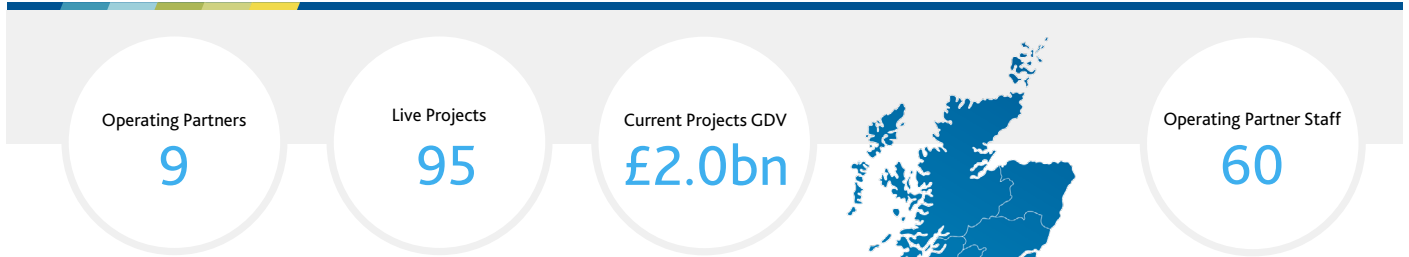 Operating Partners
9
Live Projects
95
Current Projects GDV
£2.0bn
Operating Partner Staff
60